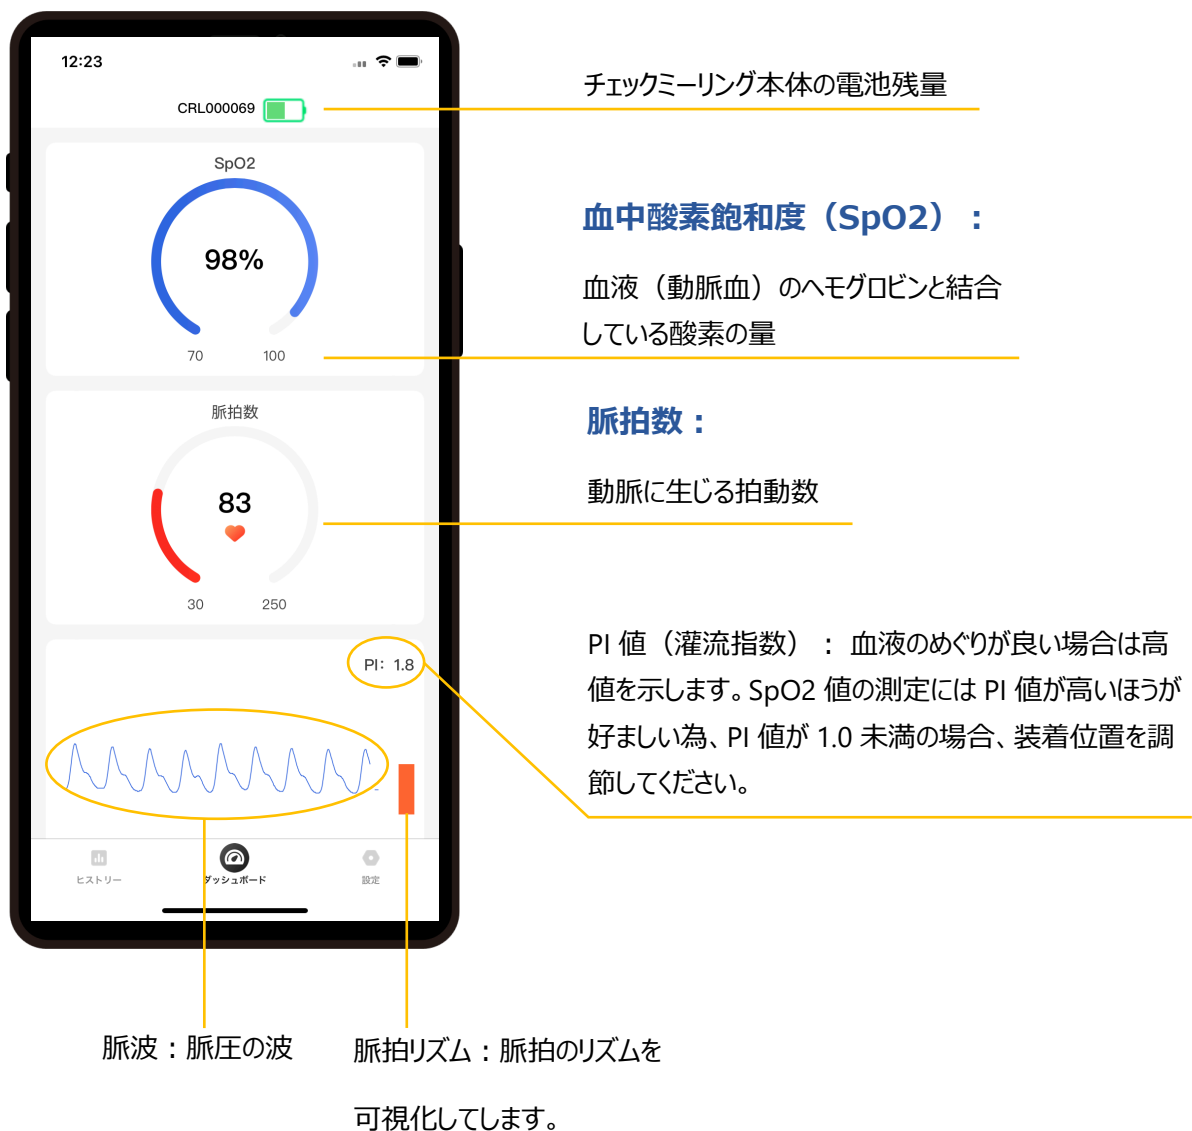 12:23
CRL000069
SpO2
98%
70 100
脈拍数
83
30 250
PI: 1.8
ヒストリー
ダッシュボード
設定
チェックミーリング本体の電池残量
血中酸素飽和度（SpO2）：
血液（動脈血）のヘモグロビンと結合
している酸素の量
脈拍数：
動脈に生じる拍動数
PI 値（灌流指数）： 血液のめぐりが良い場合は高
値を示します。SpO2 値の測定には PI 値が高いほうが
好ましい為、PI 値が 1.0 未満の場合、装着位置を調
節してください。
脈波：脈圧の波
脈拍リズム：脈拍のリズムを
可視化してします。